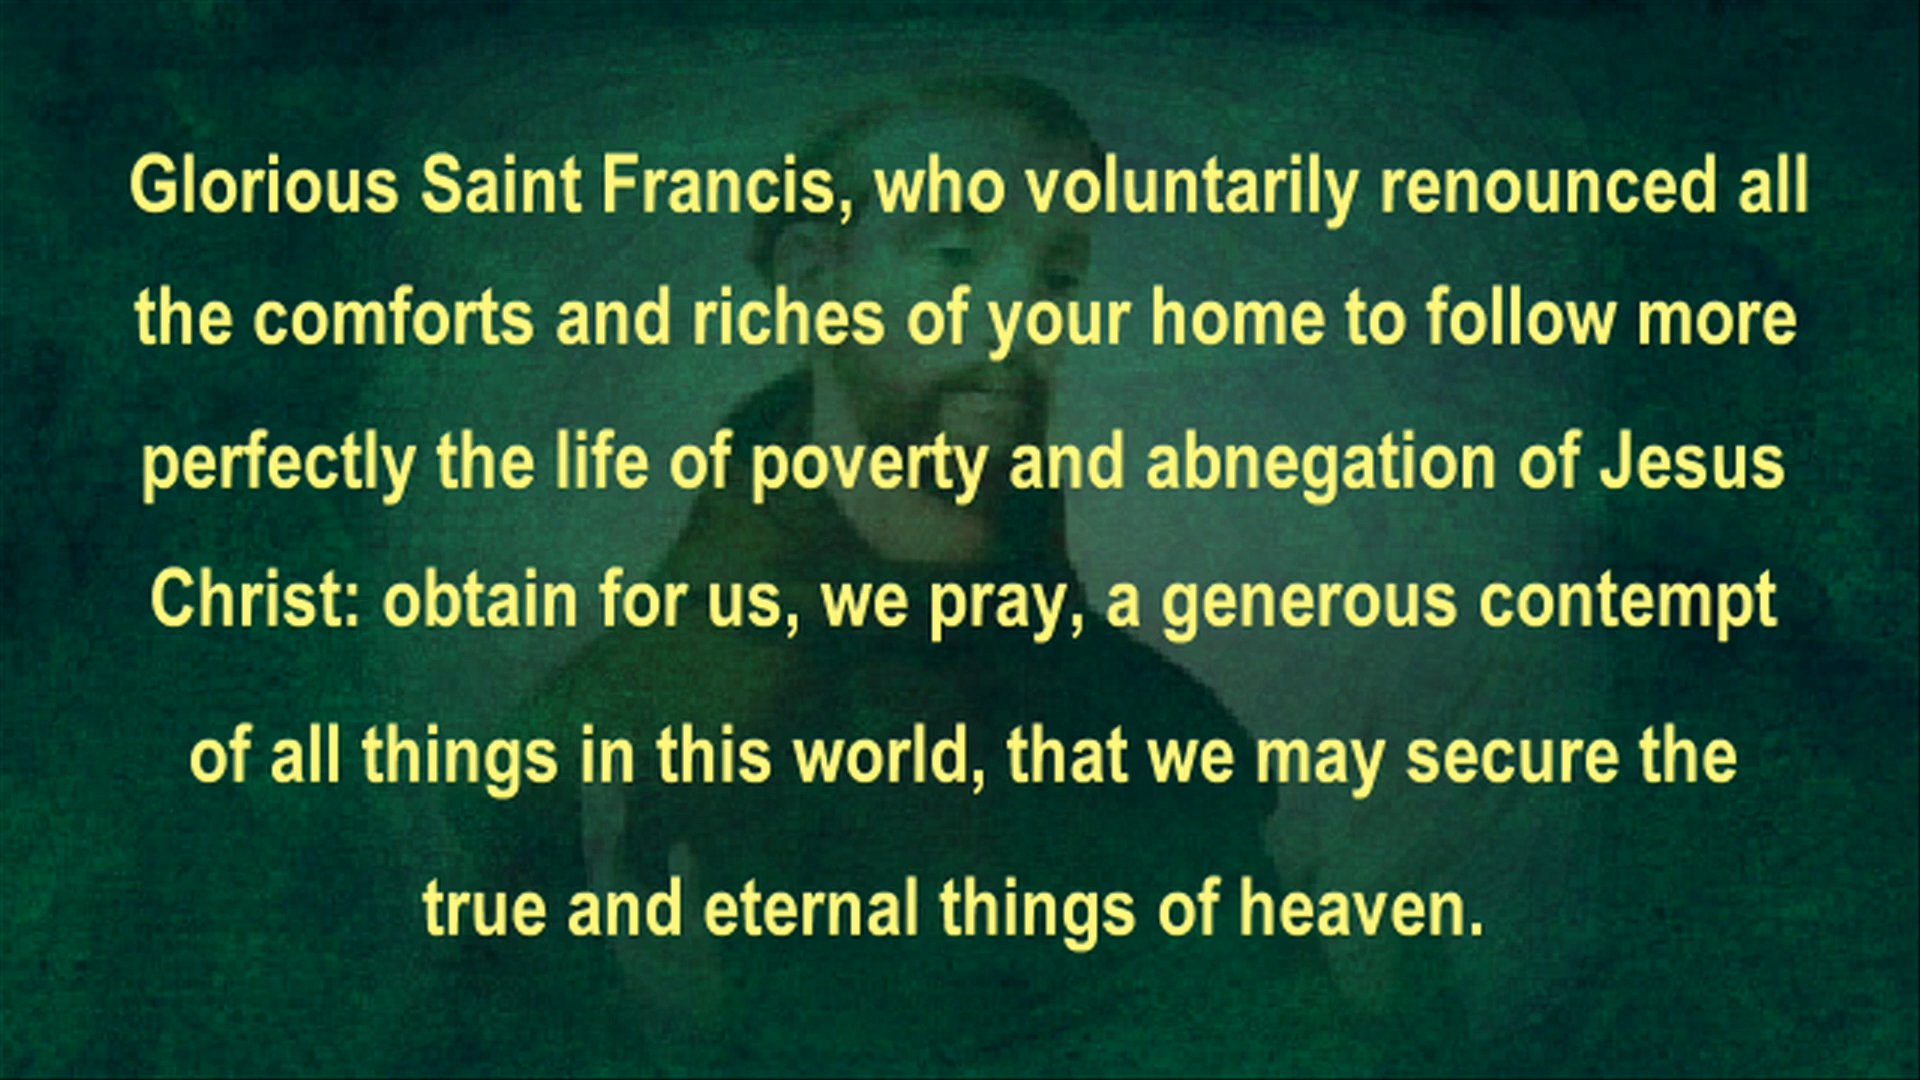 Glorious Saint Francis, who voluntarily renounced all
the comforts and riches of your home to follow more
perfectly the life of poverty and abnegation of Jesus
Christ: obtain for us, we pray, a generous contempt
of all things in this world, that we may secure the
true and eternal things of heaven.